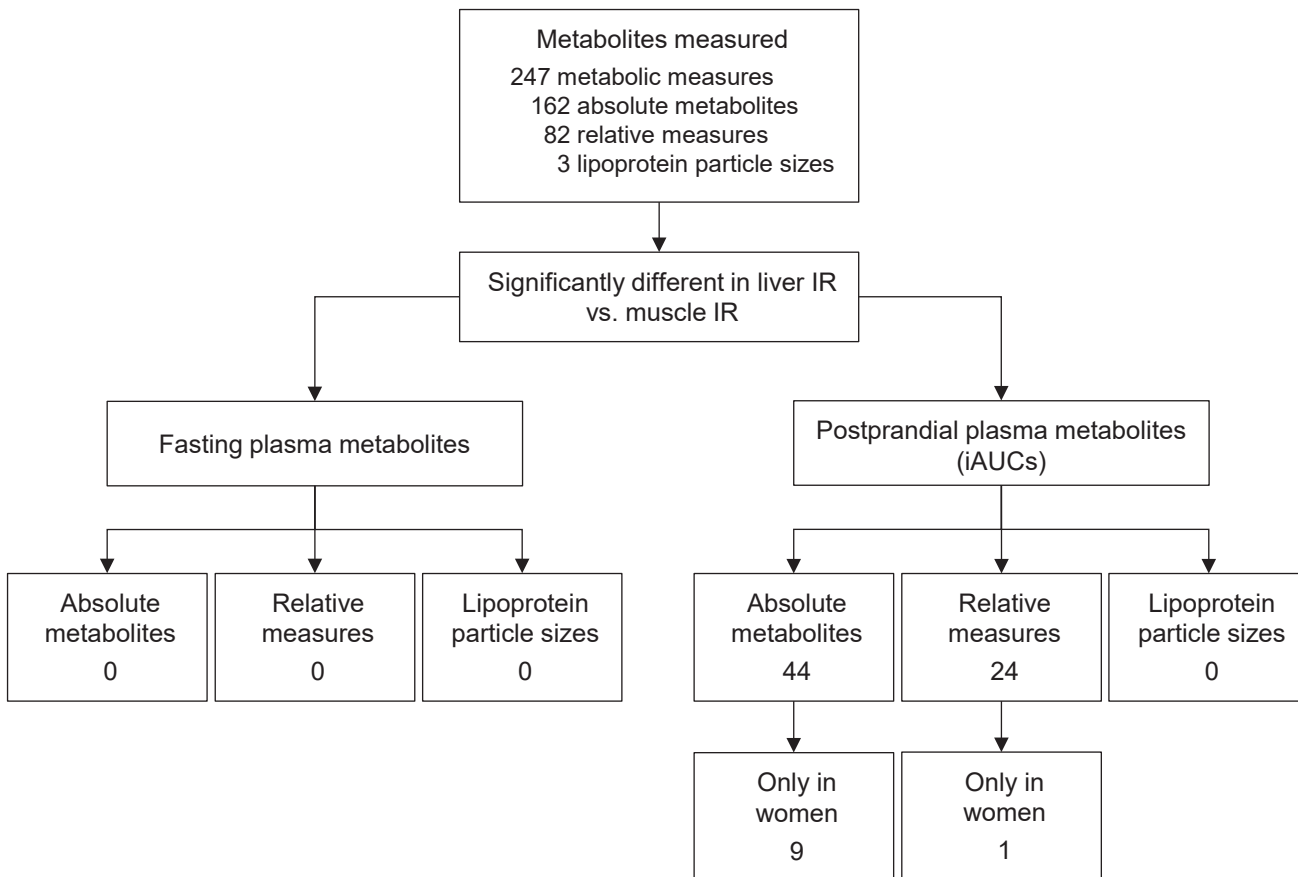 Metabolites measured
247 metabolic measures
162 absolute metabolites
82 relative measures
3 lipoprotein particle sizes
Significantly different in liver IR
vs. muscle IR
Fasting plasma metabolites
Postprandial plasma metabolites
(iAUCs)
Absolute
metabolites
0
Relative
measures
0
Lipoprotein
particle sizes
0
Absolute
metabolites
44
Relative
measures
24
Lipoprotein
particle sizes
0
Only in
women
9
Only in
women
1